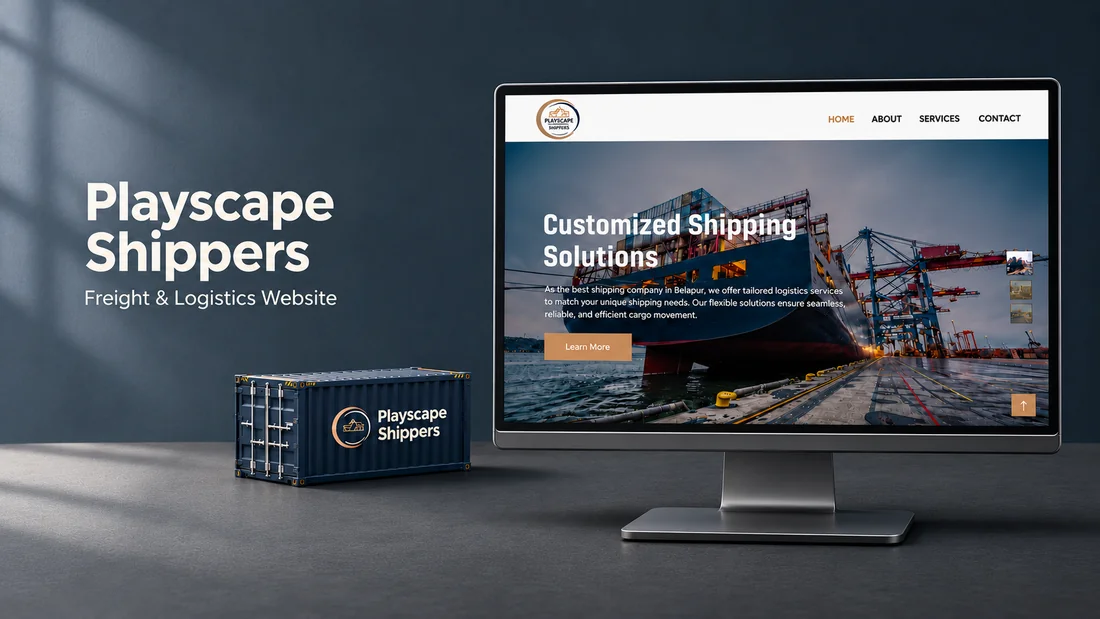 Playscape
Shippers
Freight & Logistics Website
Playscape
Shippers
PLAYSCAPE
SHIPPERS
HOME ABOUT SERVICES CONTACT
Customized Shipping
Solutions
As the best shipping company in Belapur, we offer tailored logistics services
to match your unique shipping needs. Our flexible solutions ensure seamless,
reliable, and efficient cargo movement.
Learn More